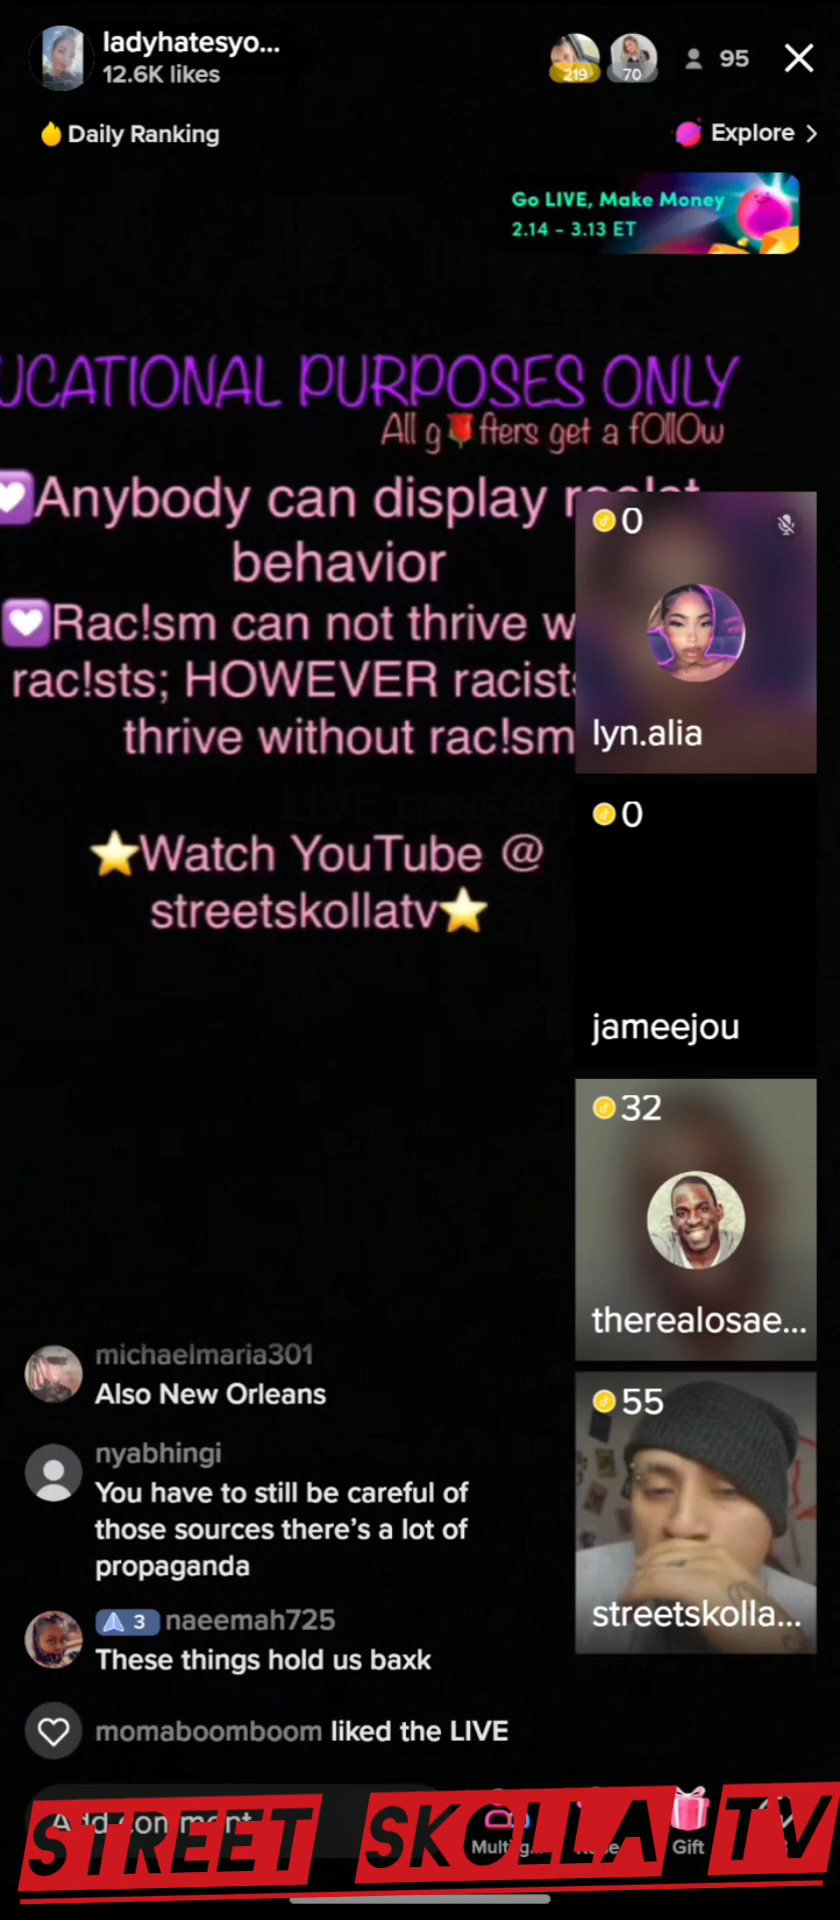 ladyhatesyo...
12.6K likes
219
70
95
Daily Ranking
Explore >
Go LIVE, Make Money
2.14 - 3.13 ET
UCATIONAL PURPOSES ONLY
All g🌹fters get a fOllOw
💟Anybody can display
behavior
💟Rac!sm can not thrive w
rac!sts; HOWEVER racists
thrive without rac!sm
⭐Watch YouTube @
streetskollatv⭐
0
lyn.alia
0
jameejou
32
therealosae...
55
streetskolla...
michaelmaria301
Also New Orleans
nyabhingi
You have to still be careful of
those sources there's a lot of
propaganda
3 naeemah725
These things hold us baxk
momaboomboom liked the LIVE
Add comment
Gift
STREET SKOLLA TV